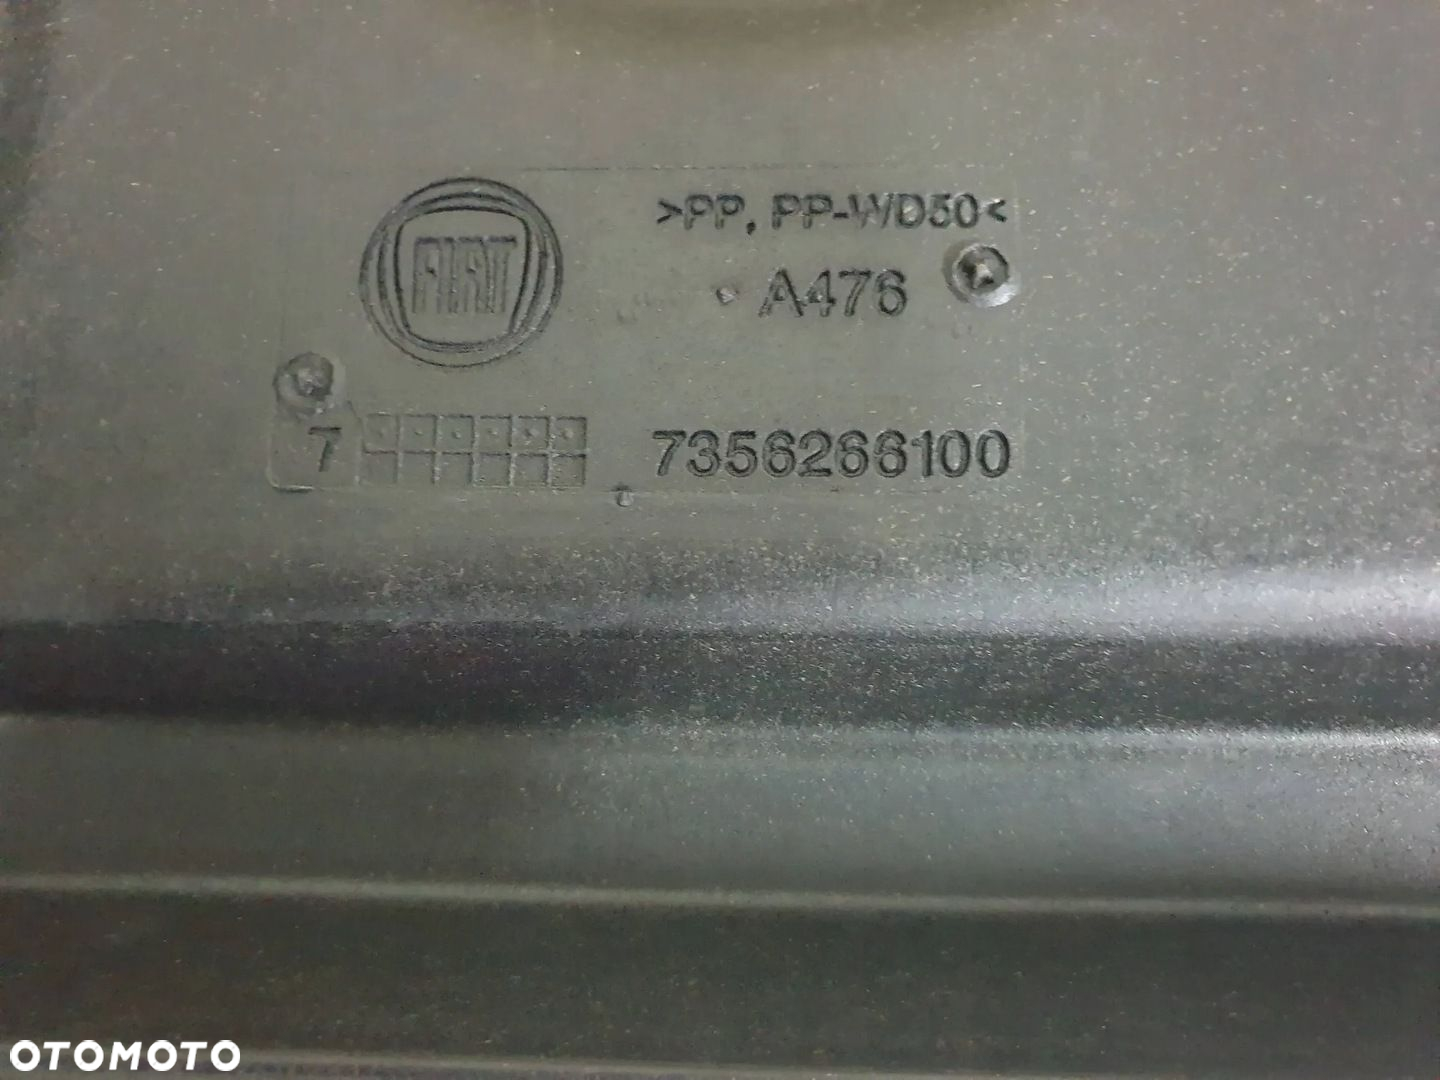 FIAT
>PP, PP-WD50<
A476
7
7356266100
OTOMOTO